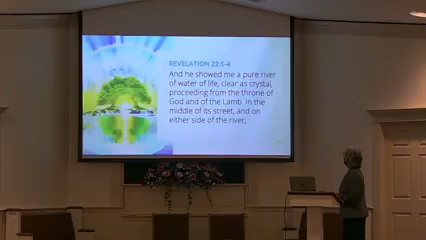 REVELATION 22:1-4
And he showed me a pure river
of water of life, clear as crystal,
proceeding from the throne of
God and of the Lamb. In the
middle of its street, and on
either side of the river,